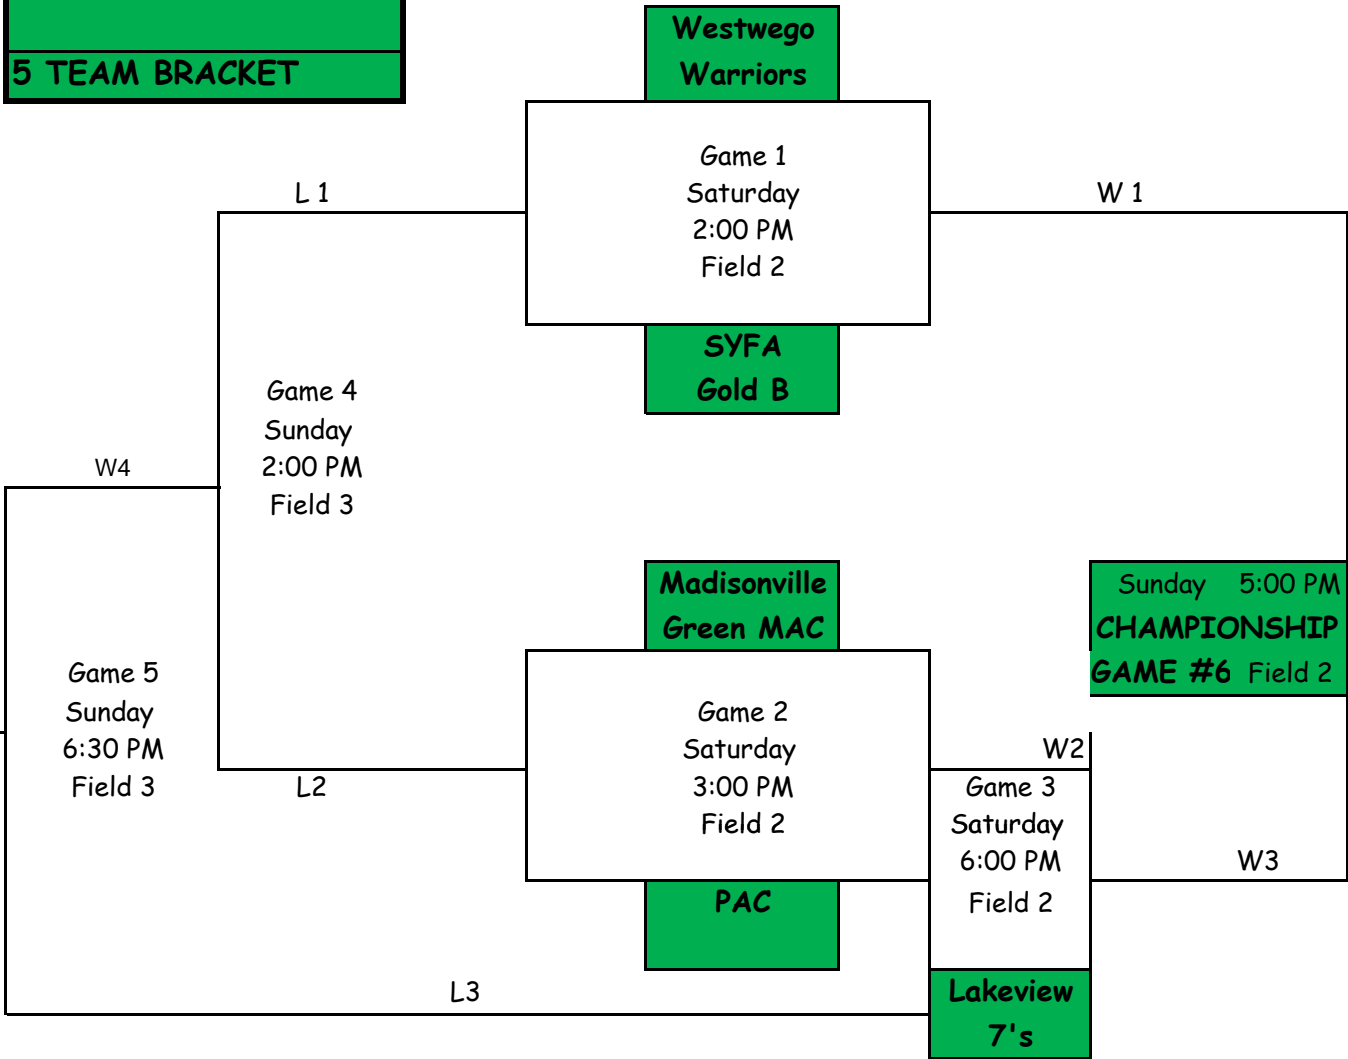 5 TEAM BRACKET
Westwego
Warriors
Game 1
Saturday
2:00 PM
Field 2
L 1
W 1
SYFA
Gold B
Game 4
Sunday
2:00 PM
Field 3
W4
Madisonville
Green MAC
Sunday 5:00 PM
CHAMPIONSHIP
GAME #6 Field 2
Game 5
Sunday
6:30 PM
Field 3
Game 2
Saturday
3:00 PM
Field 2
L2
W2
Game 3
Saturday
6:00 PM
Field 2
W3
PAC
L3
Lakeview
7's